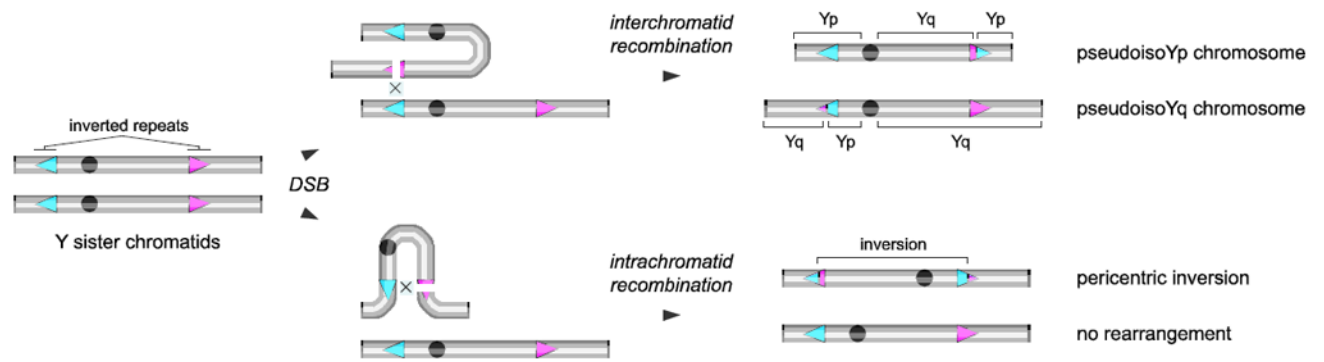 interchromatid
recombination
Yp
Yq
Yp
pseudoisoYp chromosome
pseudoisoYq chromosome
Yq
Yp
Yq
inverted repeats
DSB
Y sister chromatids
intrachromatid
recombination
inversion
pericentric inversion
no rearrangement